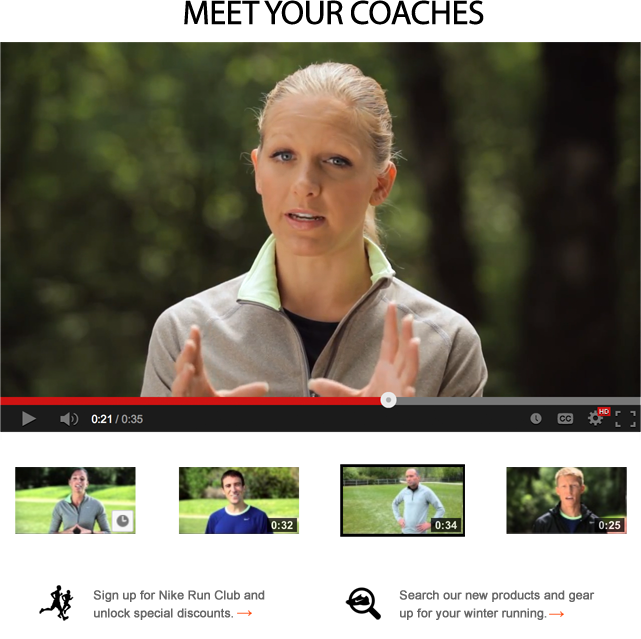 MEET YOUR COACHES
HD
CC
0:21 / 0:35
0:32
0:34
0:25
Sign up for Nike Run Club and
unlock special discounts. →
Search our new products and gear
up for your winter running. →